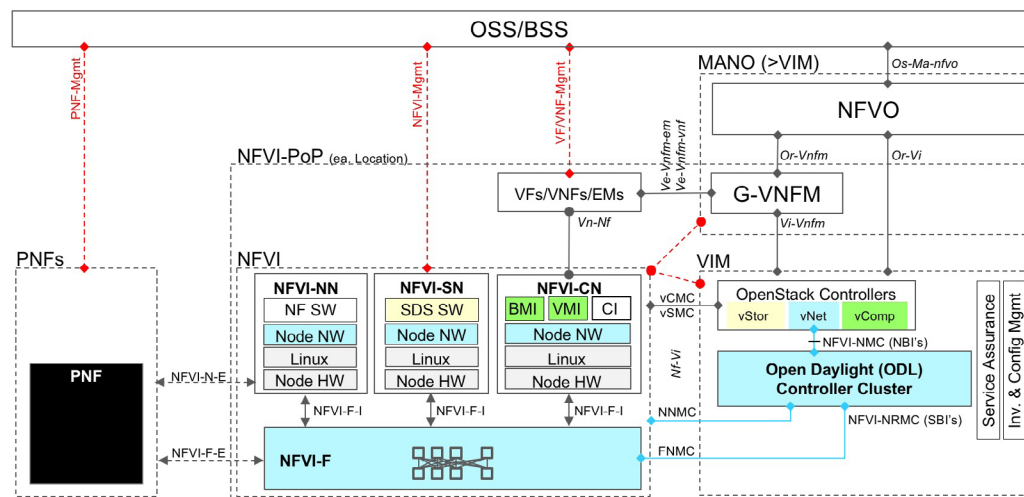 OSS/BSS
PNF-Mgmt
NFVI-Mgmt
VF/VNF-Mgmt
Os-Ma-nfvo
MANO (>VIM)
NFVO
NFVI-PoP (ea. Location)
Ve-Vnfm-em
Ve-Vnfm-vnf
Or-Vnfm
Or-Vi
VFs/VNFs/EMs
G-VNFM
Vn-Nf
Vi-Vnfm
PNFs
NFVI
VIM
NFVI-NN
NF SW
Node NW
Linux
Node HW
NFVI-SN
SDS SW
Node NW
Linux
Node HW
NFVI-CN
BMI
VMI
CI
Node NW
Linux
Node HW
vCMC
vSMC
OpenStack Controllers
vStor
vNet
vComp
NFVI-NMC (NBI's)
Nf-Vi
Open Daylight (ODL)
Controller Cluster
Service Assurance
Inv. & Config Mgmt
PNF
NFVI-N-E
NFVI-F-I
NFVI-F-I
NFVI-F-I
NNMC
NFVI-NRMC (SBI's)
NFVI-F-E
NFVI-F
FNMC